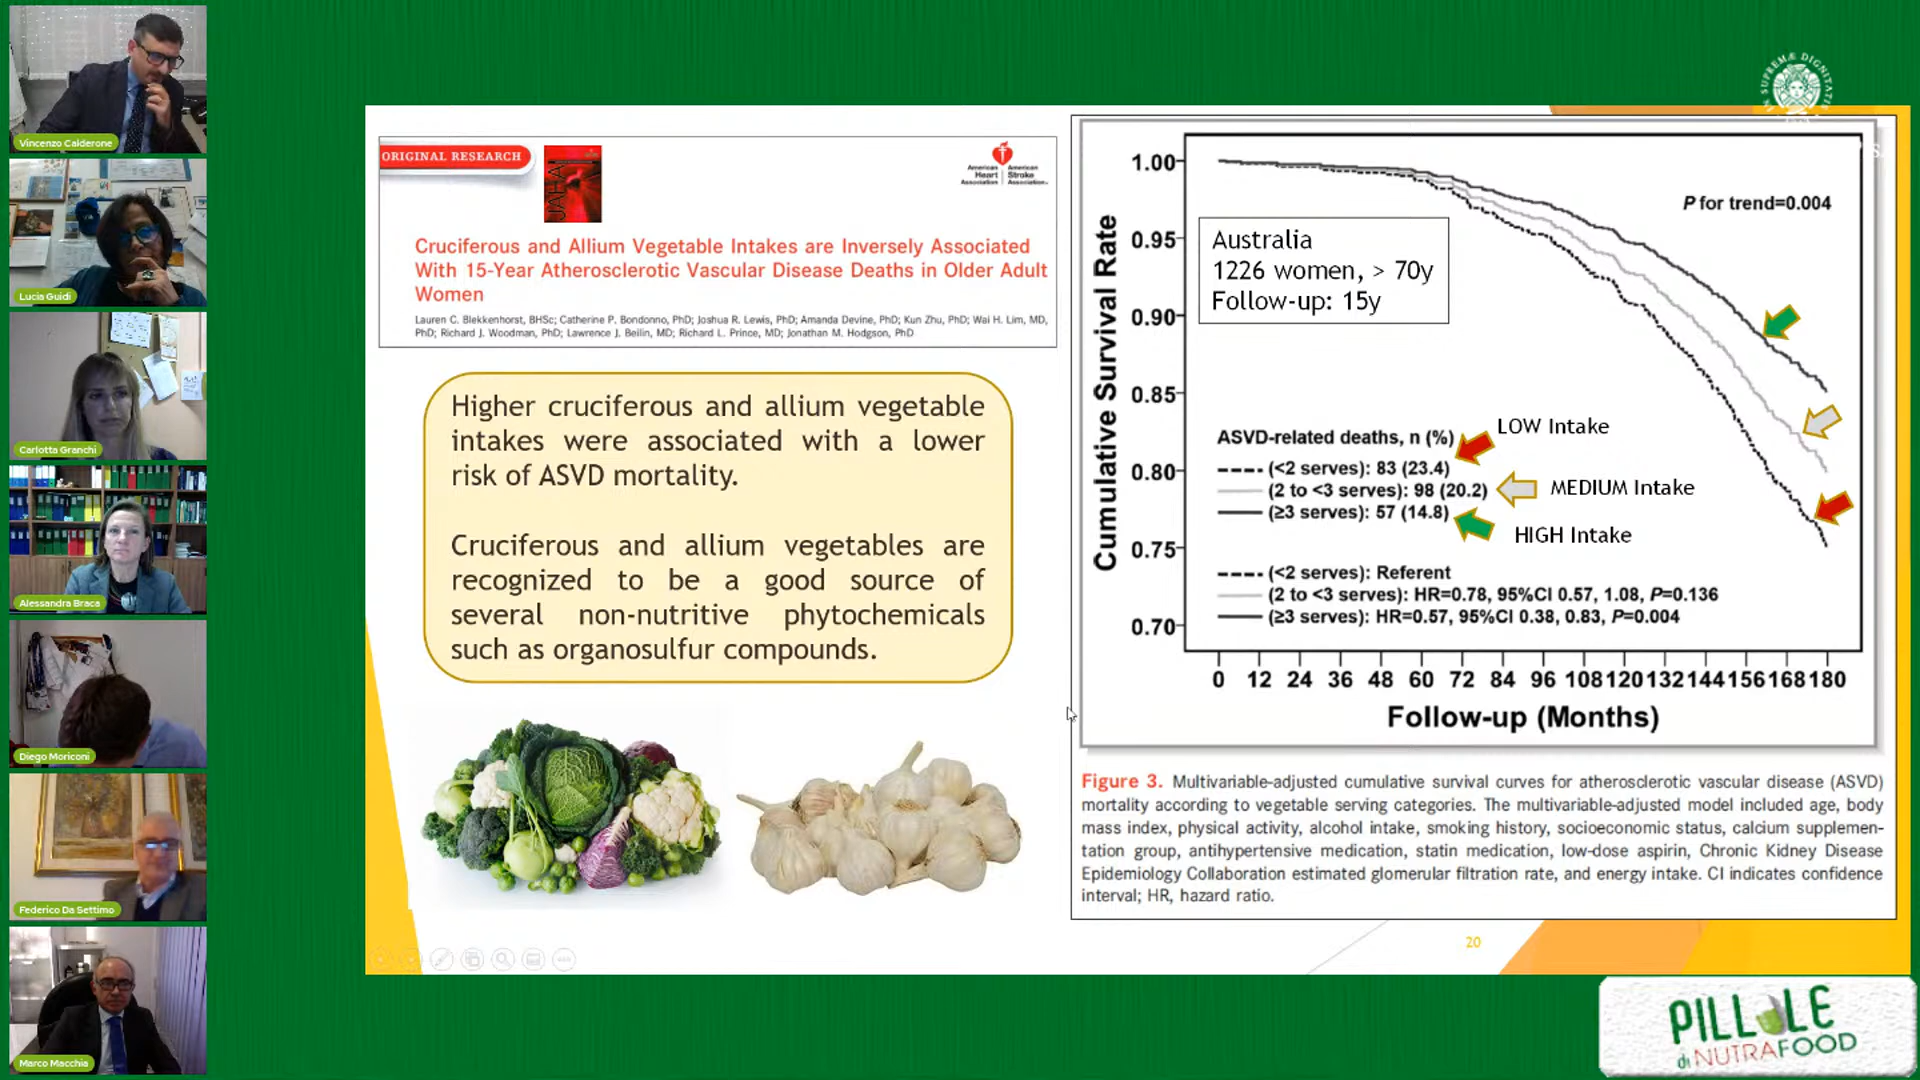 Vincenzo Calderone
Lucia Guidi
Carlotta Granchi
Alessandra Braca
Diego Moriconi
Federico Da Settimo
Marco Macchia
ORIGINAL RESEARCH
JAHA
American Heart Association
American Stroke Association
Cruciferous and Allium Vegetable Intakes are Inversely Associated
With 15-Year Atherosclerotic Vascular Disease Deaths in Older Adult
Women
Lauren C. Blekkenhorst, BHSc; Catherine P. Bondonno, PhD; Joshua R. Lewis, PhD; Amanda Devine, PhD; Kun Zhu, PhD; Wai H. Lim, MD,
PhD; Richard J. Woodman, PhD; Lawrence J. Beilin, MD; Richard L. Prince, MD; Jonathan M. Hodgson, PhD
Higher cruciferous and allium vegetable
intakes were associated with a lower
risk of ASVD mortality.
Cruciferous and allium vegetables are
recognized to be a good source of
several non-nutritive phytochemicals
such as organosulfur compounds.
IN SUPREMÆ DIGNITATIS
Cumulative Survival Rate
1.00
0.95
0.90
0.85
0.80
0.75
0.70
P for trend=0.004
Australia
1226 women, > 70y
Follow-up: 15y
ASVD-related deaths, n (%)
(<2 serves): 83 (23.4)
(2 to <3 serves): 98 (20.2)
(≥3 serves): 57 (14.8)
LOW Intake
MEDIUM Intake
HIGH Intake
(<2 serves): Referent
(2 to <3 serves): HR=0.78, 95%CI 0.57, 1.08, P=0.136
(≥3 serves): HR=0.57, 95%CI 0.38, 0.83, P=0.004
0 12 24 36 48 60 72 84 96 108 120 132 144 156 168 180
Follow-up (Months)
Figure 3. Multivariable-adjusted cumulative survival curves for atherosclerotic vascular disease (ASVD)
mortality according to vegetable serving categories. The multivariable-adjusted model included age, body
mass index, physical activity, alcohol intake, smoking history, socioeconomic status, calcium supplemen-
tation group, antihypertensive medication, statin medication, low-dose aspirin, Chronic Kidney Disease
Epidemiology Collaboration estimated glomerular filtration rate, and energy intake. CI indicates confidence
interval; HR, hazard ratio.
20
PILLOLE
di NUTRAFOOD